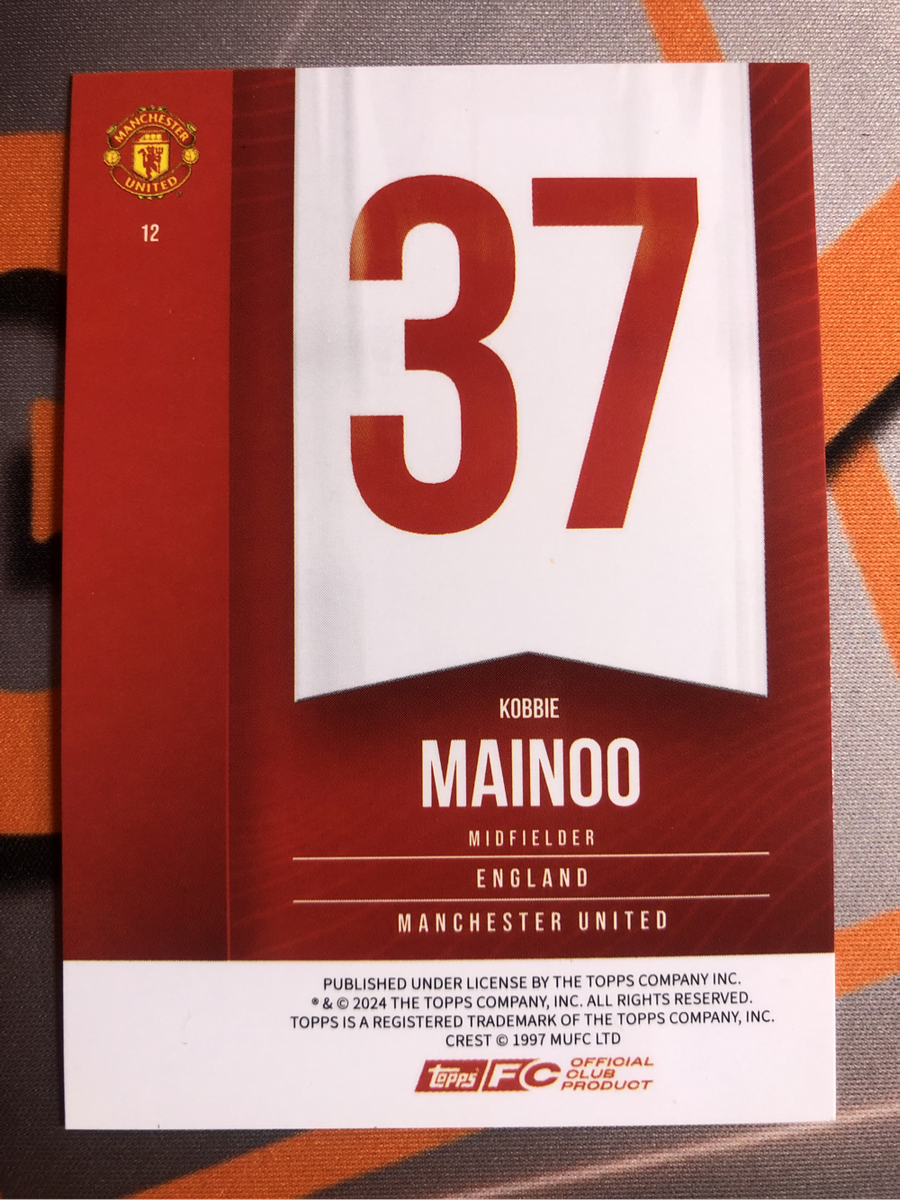 MANCHESTER
UNITED
12
37
KOBBIE
MAINOO
MIDFIELDER
ENGLAND
MANCHESTER UNITED
PUBLISHED UNDER LICENSE BY THE TOPPS COMPANY INC.
® & © 2024 THE TOPPS COMPANY, INC. ALL RIGHTS RESERVED.
TOPPS IS A REGISTERED TRADEMARK OF THE TOPPS COMPANY, INC.
CREST © 1997 MUFC LTD
topps FC OFFICIAL
CLUB
PRODUCT